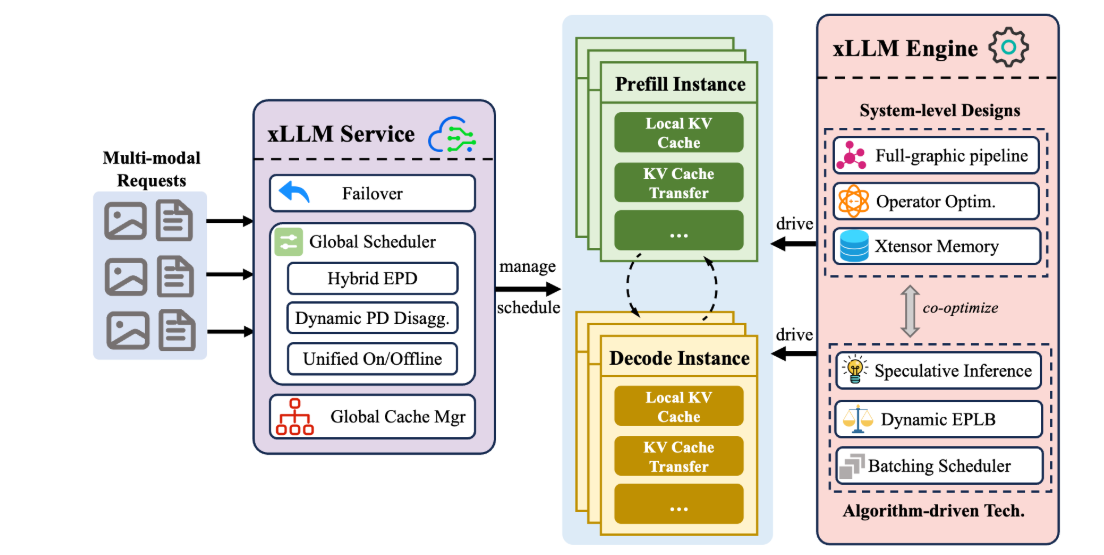 Multi-modal
Requests
xLLM Service
Failover
Global Scheduler
Hybrid EPD
Dynamic PD Disagg.
Unified On/Offline
Global Cache Mgr
manage
schedule
Prefill Instance
Local KV
Cache
KV Cache
Transfer
...
Decode Instance
Local KV
Cache
KV Cache
Transfer
...
drive
drive
xLLM Engine
System-level Designs
Full-graphic pipeline
Operator Optim.
Xtensor Memory
co-optimize
Speculative Inference
Dynamic EPLB
Batching Scheduler
Algorithm-driven Tech.